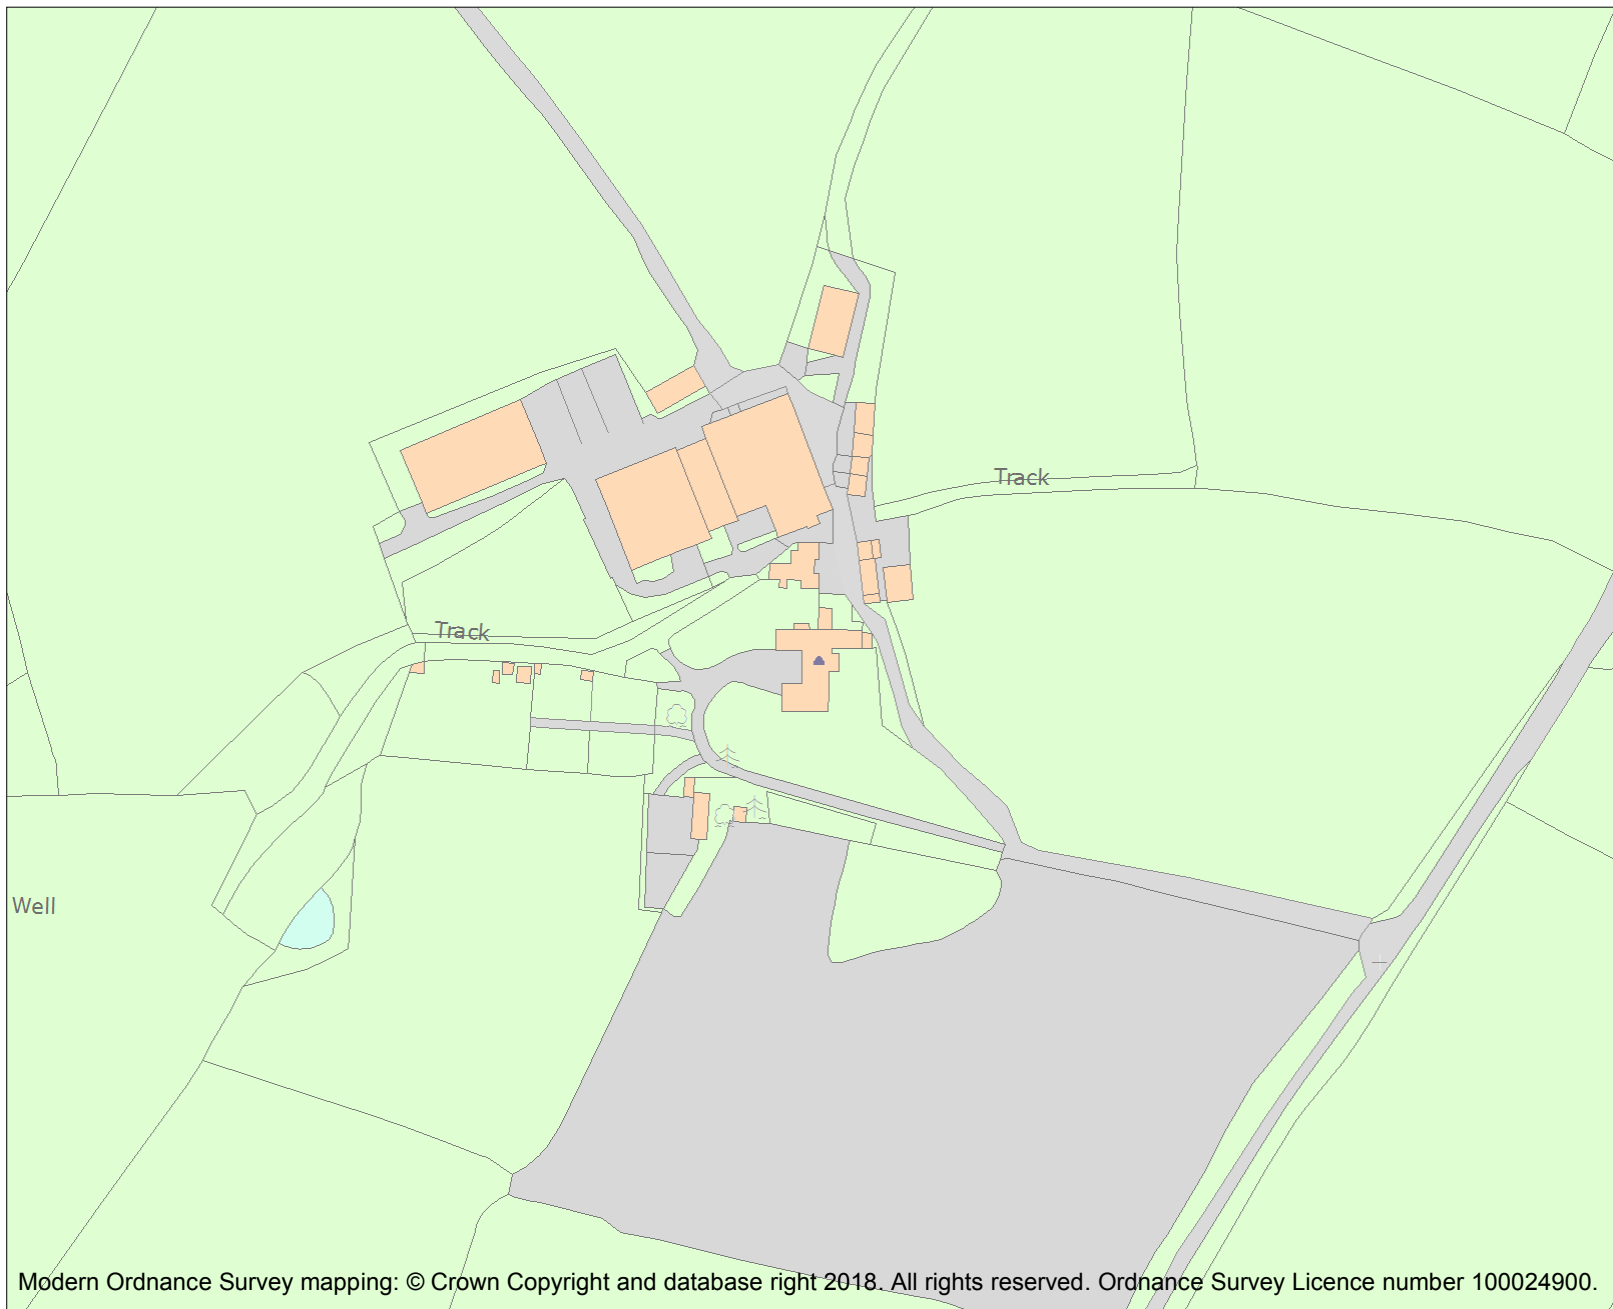 Track
Track
Well
Modern Ordnance Survey mapping: © Crown Copyright and database right 2018. All rights reserved. Ordnance Survey Licence number 100024900.